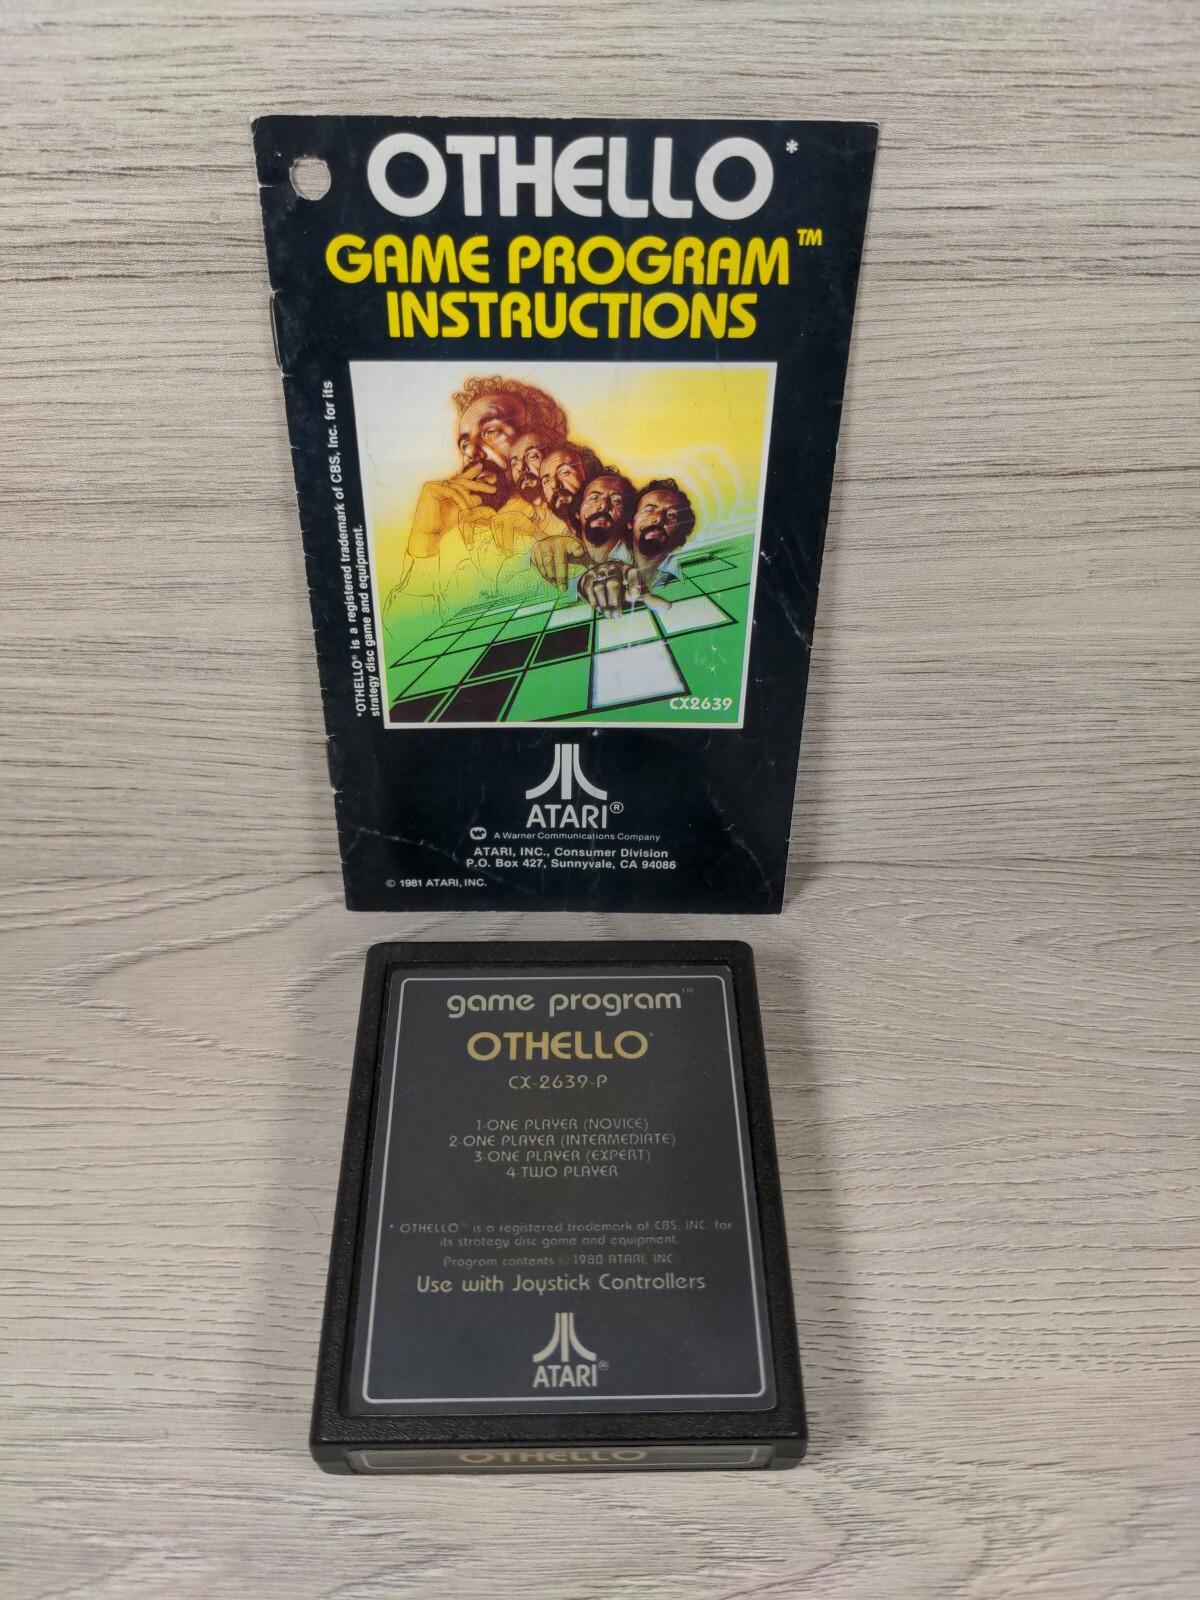 OTHELLO*
GAME PROGRAM™
INSTRUCTIONS
*OTHELLO® is a registered trademark of CBS, Inc. for its
strategy disc game and equipment.
CX2639
ATARI®
A Warner Communications Company
ATARI, INC., Consumer Division
P.O. Box 427, Sunnyvale, CA 94086
© 1981 ATARI, INC.
game program™
OTHELLO*
CX-2639-P
1-ONE PLAYER (NOVICE)
2-ONE PLAYER (INTERMEDIATE)
3-ONE PLAYER (EXPERT)
4-TWO PLAYER
* OTHELLO is a registered trademark of CBS, INC. for
its strategy disc game and equipment.
Program contents © 1980 ATARI, INC.
Use with Joystick Controllers
ATARI®
OTHELLO